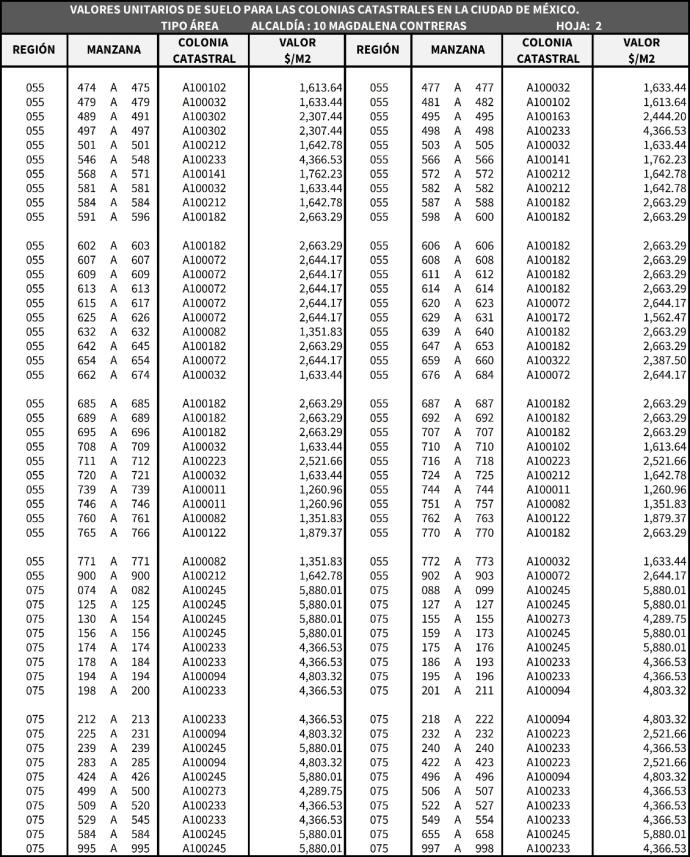 VALORES UNITARIOS DE SUELO PARA LAS COLONIAS CATASTRALES EN LA CIUDAD DE MÉXICO.
TIPO ÁREA ALCALDÍA : 10 MAGDALENA CONTRERAS HOJA: 2
REGIÓN MANZANA COLONIA CATASTRAL VALOR $/M2 REGIÓN MANZANA COLONIA CATASTRAL VALOR $/M2
055 474 A 475 A100102 1,613.64 055 477 A 477 A100032 1,633.44
055 479 A 479 A100032 1,633.44 055 481 A 482 A100102 1,613.64
055 489 A 491 A100302 2,307.44 055 495 A 495 A100163 2,444.20
055 497 A 497 A100302 2,307.44 055 498 A 498 A100233 4,366.53
055 501 A 501 A100212 1,642.78 055 503 A 505 A100032 1,633.44
055 546 A 548 A100233 4,366.53 055 566 A 566 A100141 1,762.23
055 568 A 571 A100141 1,762.23 055 572 A 572 A100212 1,642.78
055 581 A 581 A100032 1,633.44 055 582 A 582 A100212 1,642.78
055 584 A 584 A100212 1,642.78 055 587 A 588 A100182 2,663.29
055 591 A 596 A100182 2,663.29 055 598 A 600 A100182 2,663.29
055 602 A 603 A100182 2,663.29 055 606 A 606 A100182 2,663.29
055 607 A 607 A100072 2,644.17 055 608 A 608 A100182 2,663.29
055 609 A 609 A100072 2,644.17 055 611 A 612 A100182 2,663.29
055 613 A 613 A100072 2,644.17 055 614 A 614 A100182 2,663.29
055 615 A 617 A100072 2,644.17 055 620 A 623 A100072 2,644.17
055 625 A 626 A100072 2,644.17 055 629 A 631 A100172 1,562.47
055 632 A 632 A100082 1,351.83 055 639 A 640 A100182 2,663.29
055 642 A 645 A100182 2,663.29 055 647 A 653 A100182 2,663.29
055 654 A 654 A100072 2,644.17 055 659 A 660 A100322 2,387.50
055 662 A 674 A100032 1,633.44 055 676 A 684 A100072 2,644.17
055 685 A 685 A100182 2,663.29 055 687 A 687 A100182 2,663.29
055 689 A 689 A100182 2,663.29 055 692 A 692 A100182 2,663.29
055 695 A 696 A100182 2,663.29 055 707 A 707 A100182 2,663.29
055 708 A 709 A100032 1,633.44 055 710 A 710 A100102 1,613.64
055 711 A 712 A100223 2,521.66 055 716 A 718 A100223 2,521.66
055 720 A 721 A100032 1,633.44 055 724 A 725 A100212 1,642.78
055 739 A 739 A100011 1,260.96 055 744 A 744 A100011 1,260.96
055 746 A 746 A100011 1,260.96 055 751 A 757 A100082 1,351.83
055 760 A 761 A100082 1,351.83 055 762 A 763 A100122 1,879.37
055 765 A 766 A100122 1,879.37 055 770 A 770 A100182 2,663.29
055 771 A 771 A100082 1,351.83 055 772 A 773 A100032 1,633.44
055 900 A 900 A100212 1,642.78 055 902 A 903 A100072 2,644.17
075 074 A 082 A100245 5,880.01 075 088 A 099 A100245 5,880.01
075 125 A 125 A100245 5,880.01 075 127 A 127 A100245 5,880.01
075 130 A 154 A100245 5,880.01 075 155 A 155 A100273 4,289.75
075 156 A 156 A100245 5,880.01 075 159 A 173 A100245 5,880.01
075 174 A 174 A100233 4,366.53 075 175 A 176 A100245 5,880.01
075 178 A 184 A100233 4,366.53 075 186 A 193 A100233 4,366.53
075 194 A 194 A100094 4,803.32 075 195 A 196 A100233 4,366.53
075 198 A 200 A100233 4,366.53 075 201 A 211 A100094 4,803.32
075 212 A 213 A100233 4,366.53 075 218 A 222 A100094 4,803.32
075 225 A 231 A100094 4,803.32 075 232 A 232 A100223 2,521.66
075 239 A 239 A100245 5,880.01 075 240 A 240 A100233 4,366.53
075 283 A 285 A100094 4,803.32 075 422 A 423 A100223 2,521.66
075 424 A 426 A100245 5,880.01 075 496 A 496 A100094 4,803.32
075 499 A 500 A100273 4,289.75 075 506 A 507 A100233 4,366.53
075 509 A 520 A100233 4,366.53 075 522 A 527 A100233 4,366.53
075 529 A 545 A100233 4,366.53 075 549 A 554 A100233 4,366.53
075 584 A 584 A100245 5,880.01 075 655 A 658 A100245 5,880.01
075 995 A 995 A100245 5,880.01 075 997 A 998 A100233 4,366.53